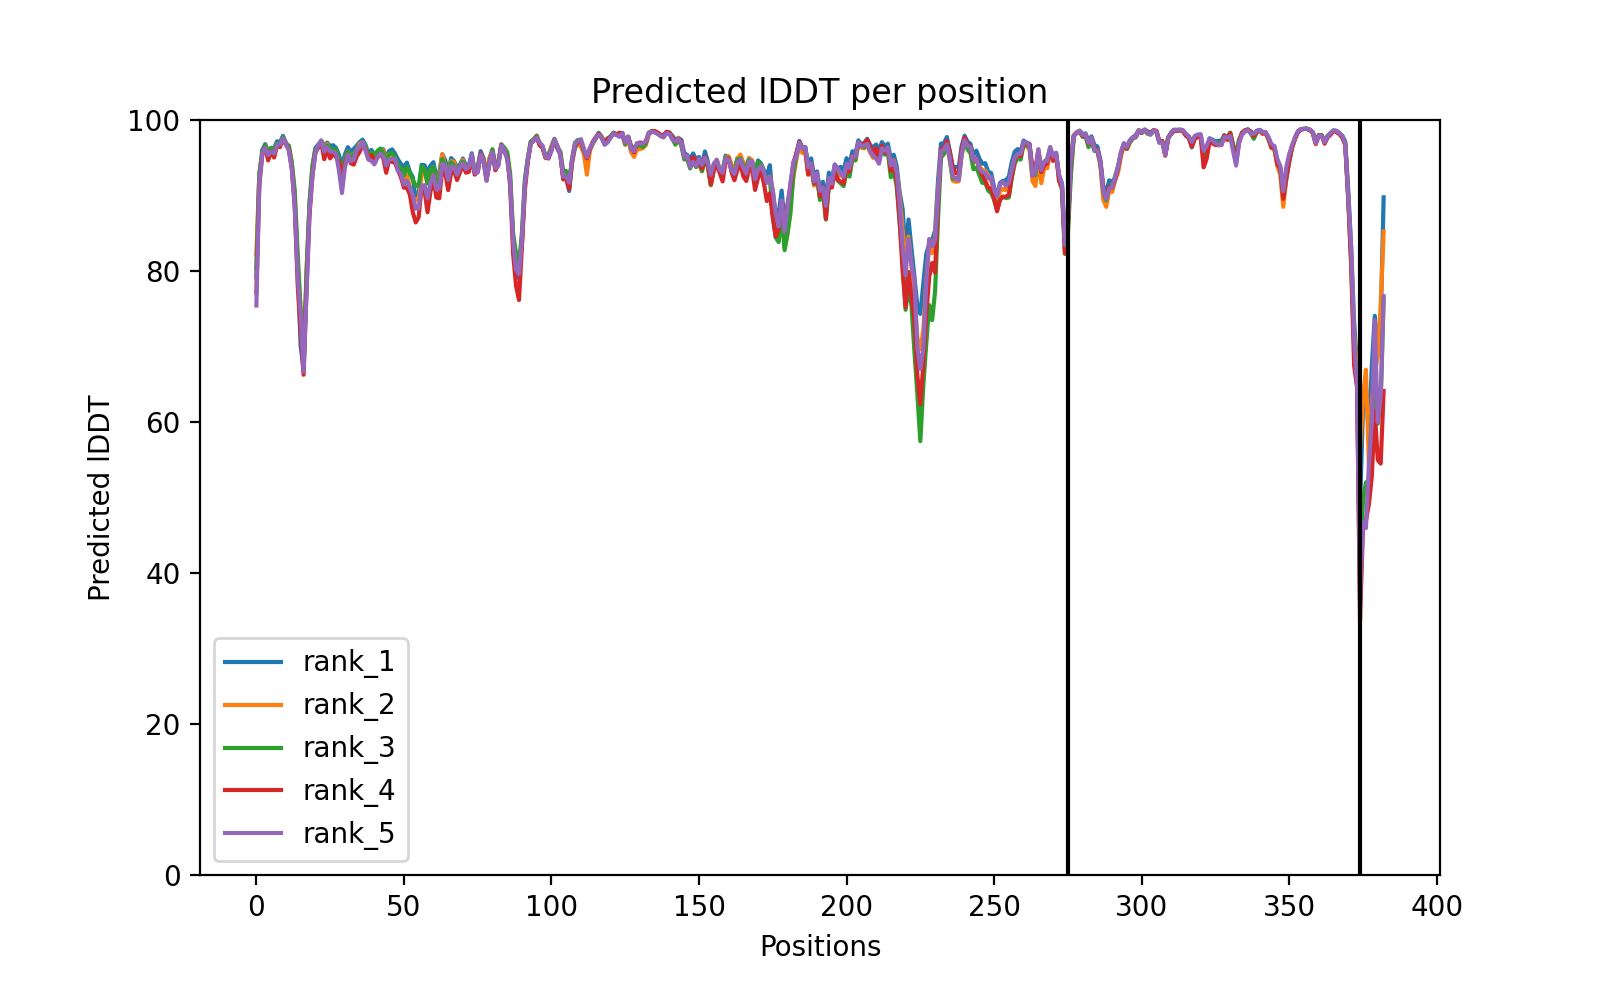 Predicted lDDT per position
100
80
60
40
20
0
Predicted lDDT
rank_1
rank_2
rank_3
rank_4
rank_5
0 50 100 150 200 250 300 350 400
Positions